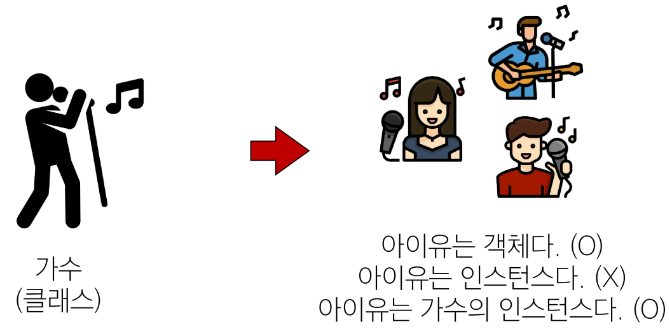 가수
(클래스)
아이유는 객체다. (O)
아이유는 인스턴스다. (X)
아이유는 가수의 인스턴스다. (O)